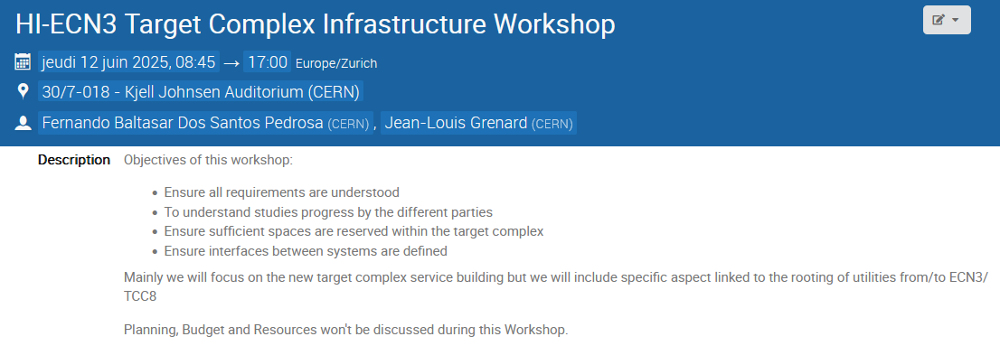 HI-ECN3 Target Complex Infrastructure Workshop
jeudi 12 juin 2025, 08:45 → 17:00 Europe/Zurich
30/7-018 - Kjell Johnsen Auditorium (CERN)
Fernando Baltasar Dos Santos Pedrosa (CERN) , Jean-Louis Grenard (CERN)
Description Objectives of this workshop:
• Ensure all requirements are understood
• To understand studies progress by the different parties
• Ensure sufficient spaces are reserved within the target complex
• Ensure interfaces between systems are defined
Mainly we will focus on the new target complex service building but we will include specific aspect linked to the rooting of utilities from/to ECN3/
TCC8
Planning, Budget and Resources won't be discussed during this Workshop.